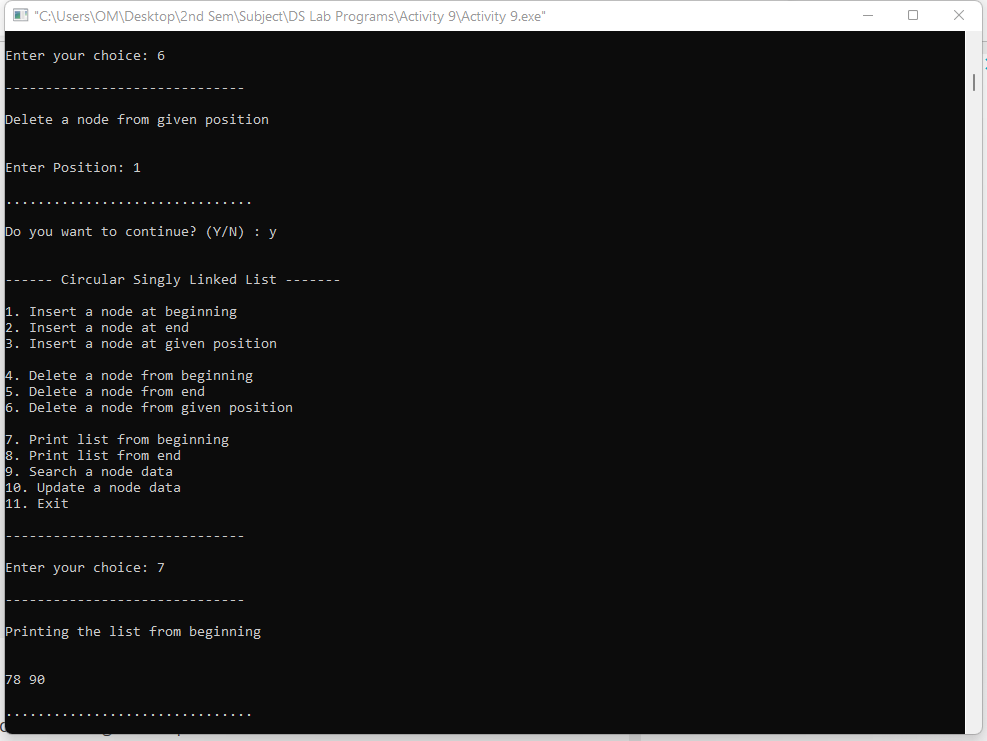 "C:\Users\OM\Desktop\2nd Sem\Subject\DS Lab Programs\Activity 9\Activity 9.exe"
Enter your choice: 6
------------------------------
Delete a node from given position
Enter Position: 1
...............................
Do you want to continue? (Y/N) : y
------ Circular Singly Linked List -------
1. Insert a node at beginning
2. Insert a node at end
3. Insert a node at given position
4. Delete a node from beginning
5. Delete a node from end
6. Delete a node from given position
7. Print list from beginning
8. Print list from end
9. Search a node data
10. Update a node data
11. Exit
------------------------------
Enter your choice: 7
------------------------------
Printing the list from beginning
78 90
...............................